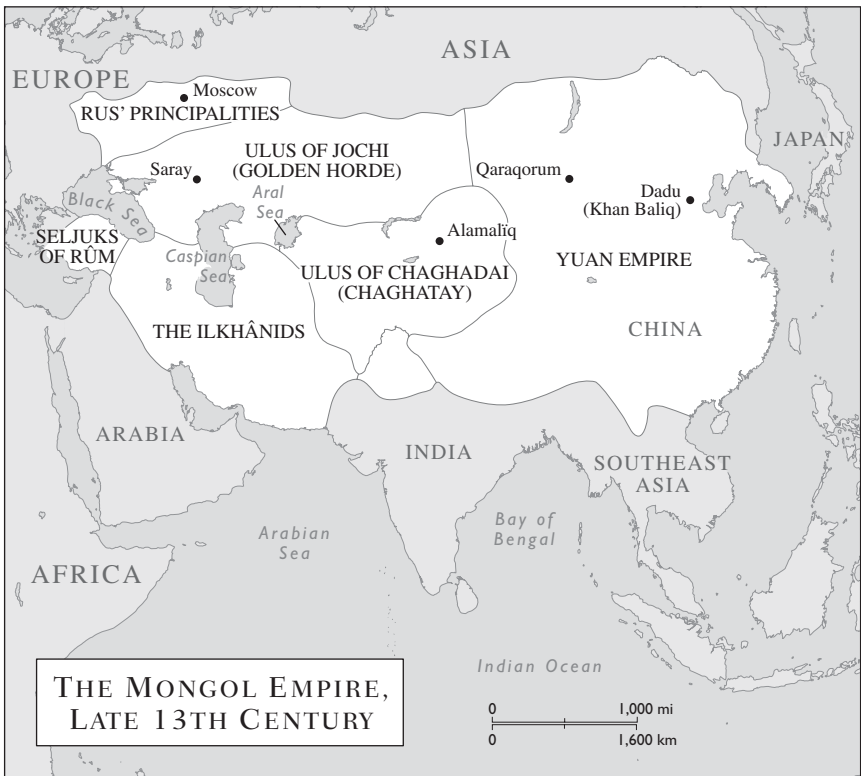 ASIA
EUROPE
Moscow
RUS’ PRINCIPALITIES
JAPAN
ULUS OF JOCHI
(GOLDEN HORDE)
Saray
Qaraqorum
Dadu
(Khan Baliq)
Aral
Sea
Black Sea
Alamalïq
SELJUKS
OF RÛM
Caspian
Sea
ULUS OF CHAGHADAI
(CHAGHATAY)
YUAN EMPIRE
THE ILKHÂNIDS
CHINA
ARABIA
INDIA
SOUTHEAST
ASIA
Arabian
Sea
Bay of
Bengal
AFRICA
Indian Ocean
THE MONGOL EMPIRE,
LATE 13TH CENTURY
0 1,000 mi
0 1,600 km